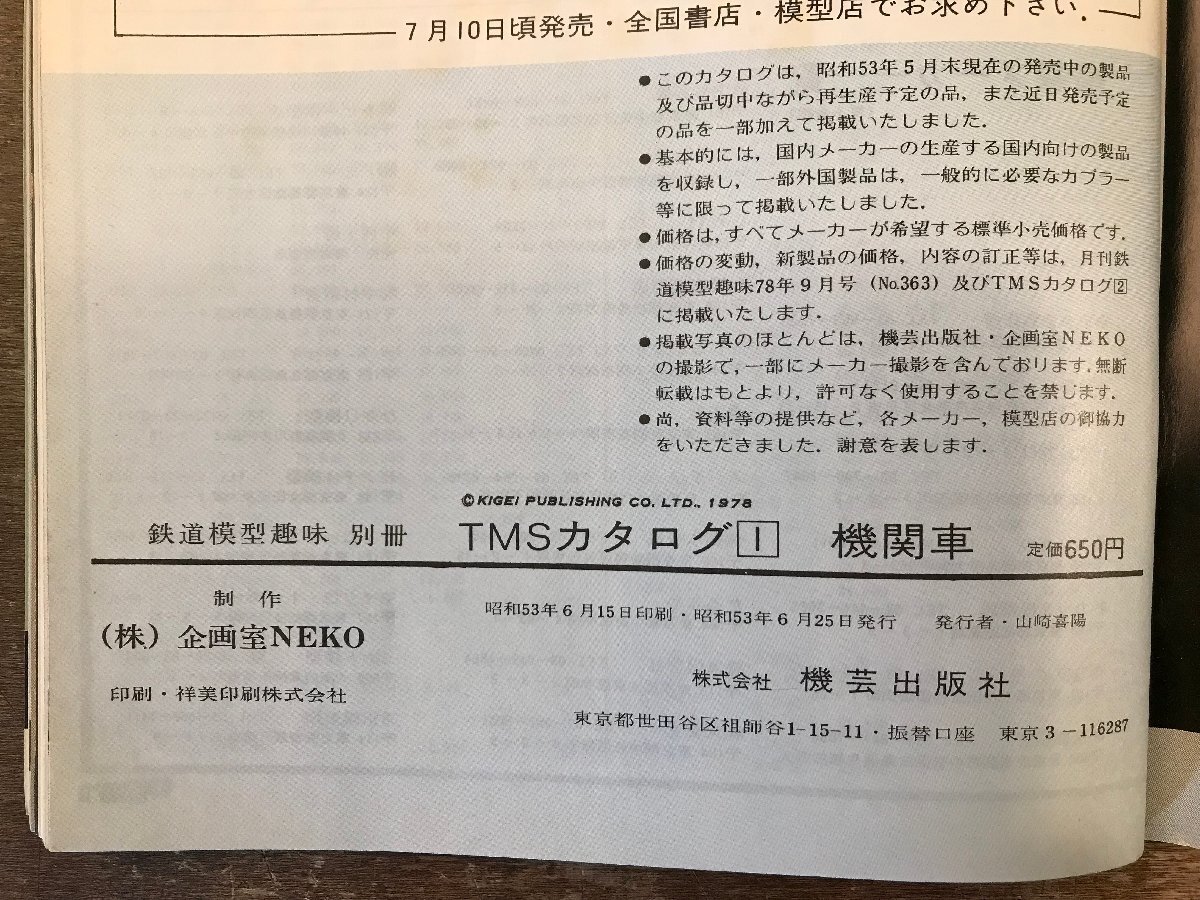 7月10日頃発売・全国書店・模型店でお求め下さい．
●このカタログは，昭和53年5月末現在の発売中の製品
及び品切中ながら再生産予定の品，また近日発売予定
の品を一部加えて掲載いたしました．
●基本的には，国内メーカーの生産する国内向けの製品
を収録し，一部外国製品は，一般的に必要なカプラー
等に限って掲載いたしました．
●価格は，すべてメーカーが希望する標準小売価格です．
●価格の変動，新製品の価格，内容の訂正等は，月刊鉄
道模型趣味78年9月号（No.363）及びTMSカタログ2
に掲載いたします．
●掲載写真のほとんどは，機芸出版社・企画室NEKO
の撮影で，一部にメーカー撮影を含んでおります．無断
転載はもとより，許可なく使用することを禁じます．
●尚，資料等の提供など，各メーカー，模型店の御協力
をいただきました．謝意を表します．
©KIGEI PUBLISHING CO. LTD., 1978
鉄道模型趣味 別冊 TMSカタログ1 機関車 定価650円
制作
（株）企画室NEKO
印刷・祥美印刷株式会社
昭和53年6月15日印刷・昭和53年6月25日発行 発行者・山崎喜陽
株式会社 機芸出版社
東京都世田谷区祖師谷1-15-11・振替口座 東京3-116287